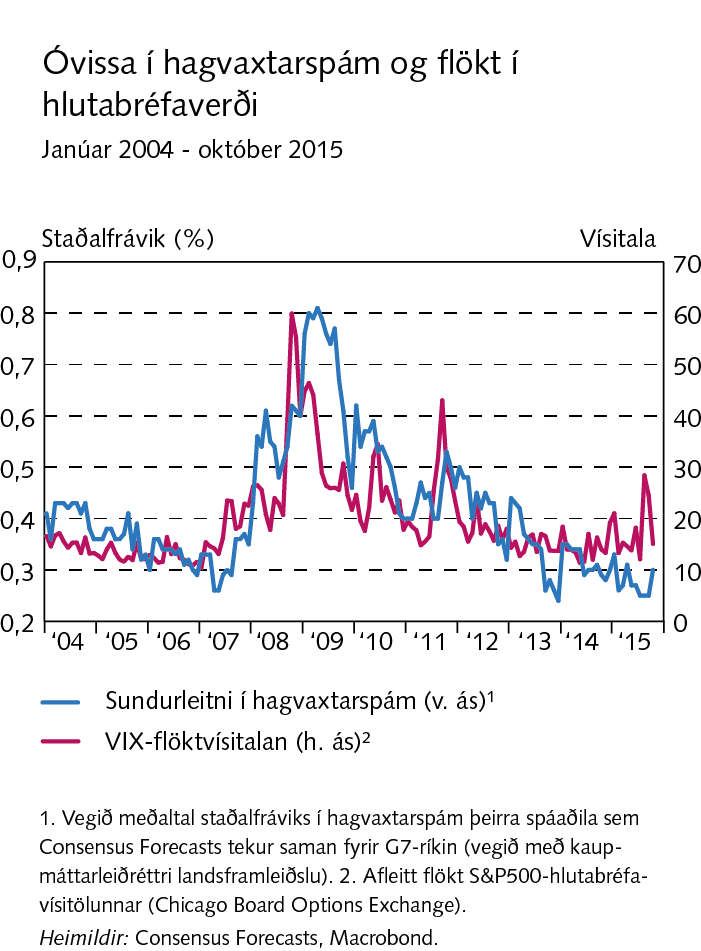 Óvissa í hagvaxtarspám og flökt í
hlutabréfaverði
Janúar 2004 - október 2015
Staðalfrávik (%) Vísitala
0,9 70
0,8 60
0,7 50
0,6 40
0,5 30
0,4 20
0,3 10
0,2 0
‘04 ‘05 ‘06 ‘07 ‘08 ‘09 ‘10 ‘11 ‘12 ‘13 ‘14 ‘15
Sundurleitni í hagvaxtarspám (v. ás)¹
VIX-flöktvísitalan (h. ás)²
1. Vegið meðaltal staðalfráviks í hagvaxtarspám þeirra spáaðila sem
Consensus Forecasts tekur saman fyrir G7-ríkin (vegið með kaup-
máttarleiðréttri landsframleiðslu). 2. Afleitt flökt S&P500-hlutabréfa-
vísitölunnar (Chicago Board Options Exchange).
Heimildir: Consensus Forecasts, Macrobond.